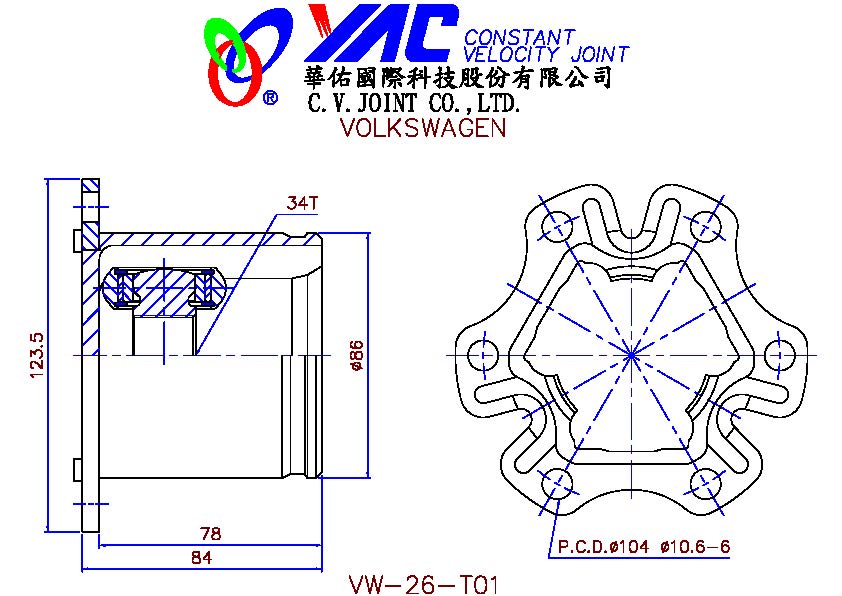 YAC CONSTANT
VELOCITY JOINT
®
華佑國際科技股份有限公司
C.V.JOINT CO.,LTD.
VOLKSWAGEN
34T
123.5
ø86
78
84
P.C.D.ø104 ø10.6-6
VW-26-T01